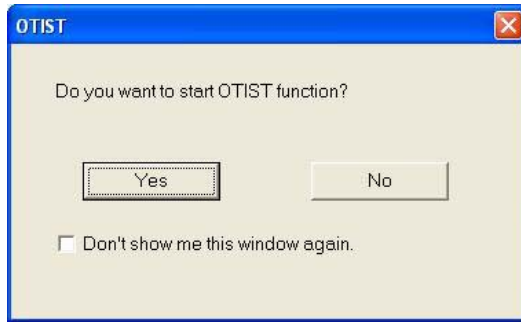 OTIST
Do you want to start OTIST function?
Yes No
Don't show me this window again.